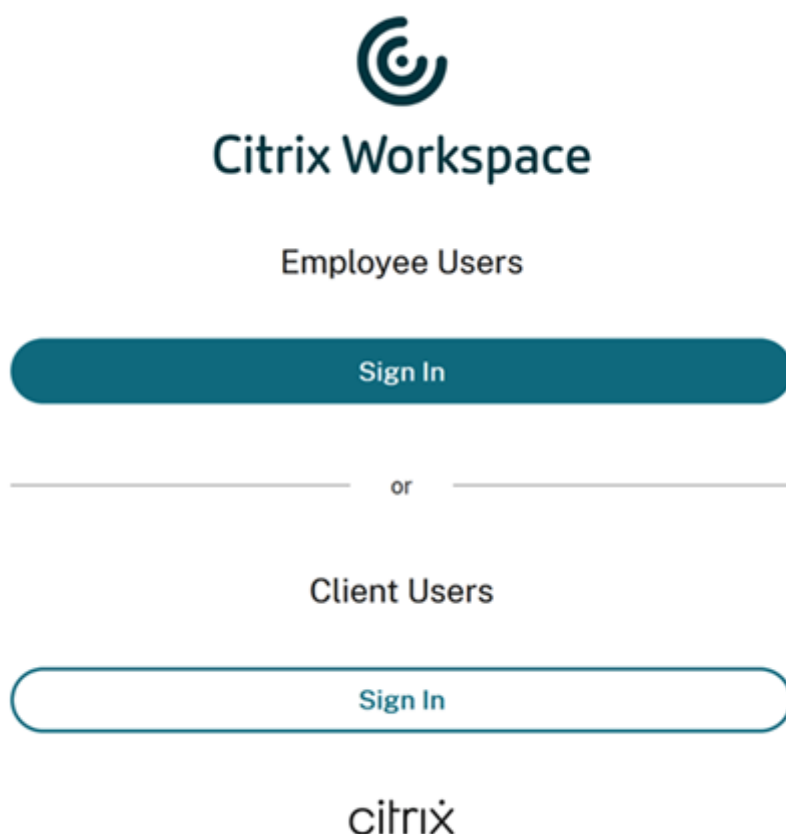 Citrix Workspace
Employee Users
Sign In
or
Client Users
Sign In
citrix